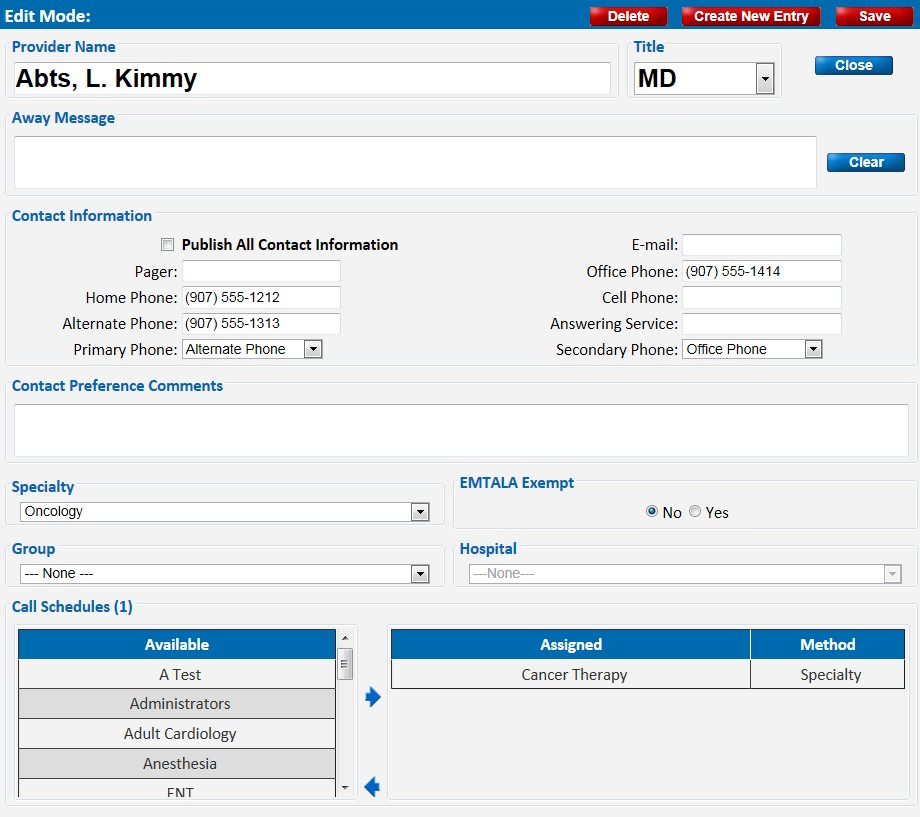 Edit Mode: Delete Create New Entry Save
Provider Name Title
Abts, L. Kimmy MD Close
Away Message
Clear
Contact Information
Publish All Contact Information E-mail:
Pager: Office Phone: (907) 555-1414
Home Phone: (907) 555-1212 Cell Phone:
Alternate Phone: (907) 555-1313 Answering Service:
Primary Phone: Alternate Phone Secondary Phone: Office Phone
Contact Preference Comments
Specialty EMTALA Exempt
Oncology No Yes
Group Hospital
--- None --- ---None---
Call Schedules (1)
Available Assigned Method
A Test Cancer Therapy Specialty
Administrators
Adult Cardiology
Anesthesia
ENT